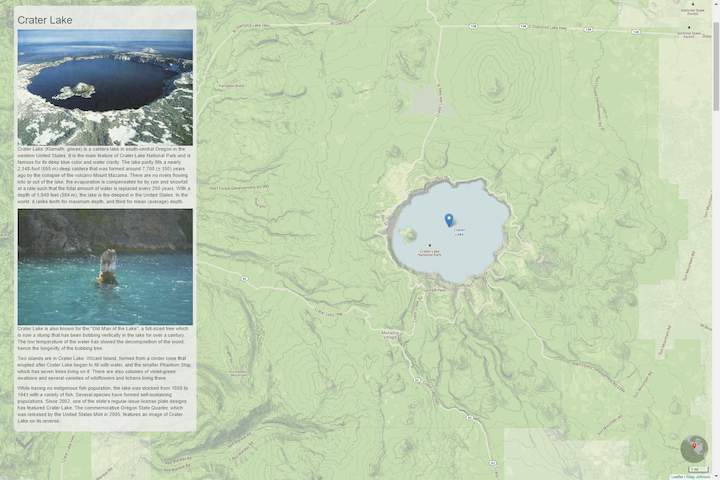 Crater Lake
Crater Lake (Klamath: giiwas) is a caldera lake in south-central Oregon in the
western United States. It is the main feature of Crater Lake National Park and is
famous for its deep blue color and water clarity. The lake partly fills a nearly
2,148-foot (655 m)-deep caldera that was formed around 7,700 (± 150) years
ago by the collapse of the volcano Mount Mazama. There are no rivers flowing
into or out of the lake; the evaporation is compensated for by rain and snowfall
at a rate such that the total amount of water is replaced every 250 years. With a
depth of 1,949 feet (594 m), the lake is the deepest in the United States. In the
world, it ranks tenth for maximum depth, and third for mean (average) depth.
Crater Lake is also known for the "Old Man of the Lake", a full-sized tree which
is now a stump that has been bobbing vertically in the lake for over a century.
The low temperature of the water has slowed the decomposition of the wood,
hence the longevity of the bobbing tree.
Two islands are in Crater Lake: Wizard Island, formed from a cinder cone that
erupted after Crater Lake began to fill with water, and the smaller Phantom Ship,
which has seven trees living on it. There are also colonies of violet-green
swallows and several varieties of wildflowers and lichens living there.
While having no indigenous fish population, the lake was stocked from 1888 to
1941 with a variety of fish. Several species have formed self-sustaining
populations. Since 2002, one of the state's regular-issue license plate designs
has featured Crater Lake. The commemorative Oregon State Quarter, which
was released by the United States Mint in 2005, features an image of Crater
Lake on its reverse.
Crater
Lake
Crater Lake
National Park
Mazama
Village
Crater Lake Hwy
62
62
62
138
138
Leaflet | Riley Johnson